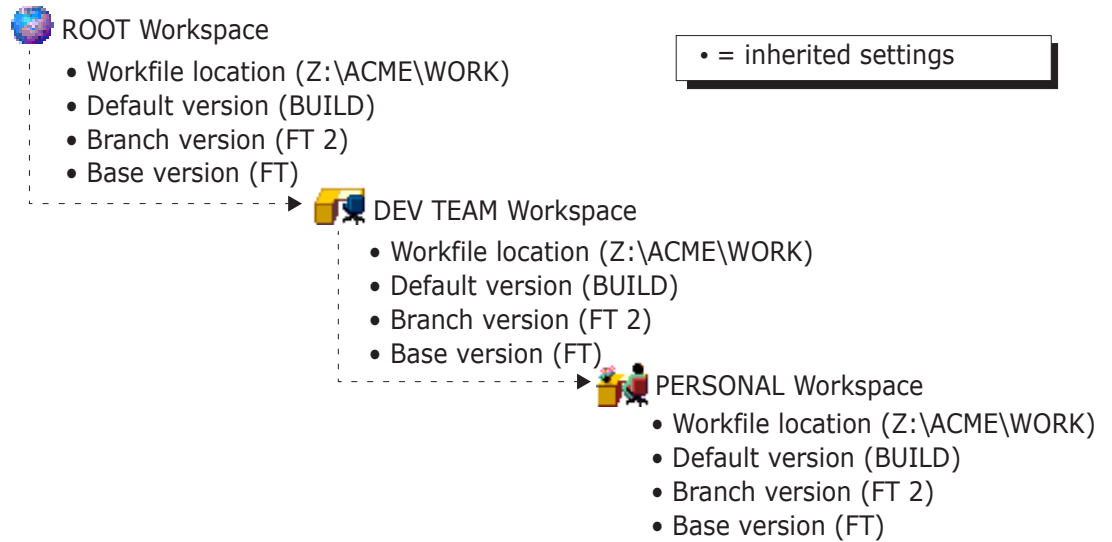 ROOT Workspace
• = inherited settings
• Workfile location (Z:\ACME\WORK)
• Default version (BUILD)
• Branch version (FT 2)
• Base version (FT)
DEV TEAM Workspace
• Workfile location (Z:\ACME\WORK)
• Default version (BUILD)
• Branch version (FT 2)
• Base version (FT)
PERSONAL Workspace
• Workfile location (Z:\ACME\WORK)
• Default version (BUILD)
• Branch version (FT 2)
• Base version (FT)